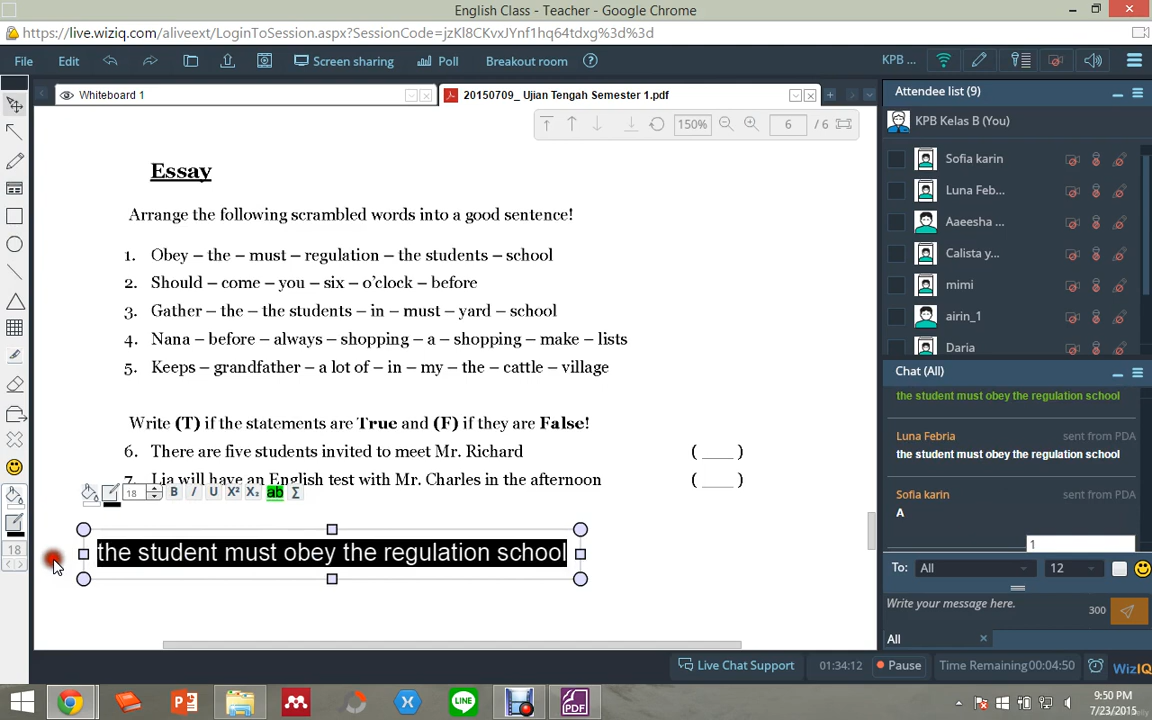 English Class - Teacher - Google Chrome
https://live.wiziq.com/aliveext/LoginToSession.aspx?SessionCode=jzKl8CKvxJYnf1hq64tdxg%3d%3d
File Edit Screen sharing Poll Breakout room ? KPB ...
Whiteboard 1 20150709_ Ujian Tengah Semester 1.pdf
150% 6 / 6
Essay
Arrange the following scrambled words into a good sentence!
1. Obey – the – must – regulation – the students – school
2. Should – come – you – six – o'clock – before
3. Gather – the – the students – in – must – yard – school
4. Nana – before – always – shopping – a – shopping – make – lists
5. Keeps – grandfather – a lot of – in – my – the – cattle – village
Write (T) if the statements are True and (F) if they are False!
6. There are five students invited to meet Mr. Richard ( ___ )
7. Lia will have an English test with Mr. Charles in the afternoon ( ___ )
18 B I U X² X₂ ab Σ
the student must obey the regulation school
18
Attendee list (9)
KPB Kelas B (You)
Sofia karin
Luna Feb...
Aaeesha ...
Calista y...
mimi
airin_1
Daria
Chat (All)
the student must obey the regulation school
Luna Febria sent from PDA
the student must obey the regulation school
Sofia karin sent from PDA
A
1
To: All 12
Write your message here. 300
All
Live Chat Support 01:34:12 Pause Time Remaining 00:04:50 WizIQ
9:50 PM
7/23/2015